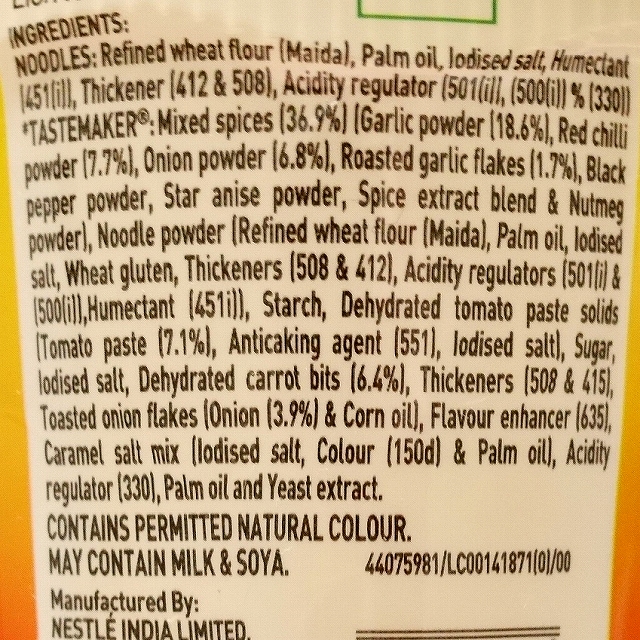 INGREDIENTS:
NOODLES: Refined wheat flour (Maida), Palm oil, Iodised salt, Humectant
(451(i)), Thickener (412 & 508), Acidity regulator (501(i), (500(i)) % (330))
*TASTEMAKER®: Mixed spices (36.9%) (Garlic powder (18.6%), Red chilli
powder (7.7%), Onion powder (6.8%), Roasted garlic flakes (1.7%), Black
pepper powder, Star anise powder, Spice extract blend & Nutmeg
powder), Noodle powder (Refined wheat flour (Maida), Palm oil, Iodised
salt, Wheat gluten, Thickeners (508 & 412), Acidity regulators (501(i) &
(500(i)),Humectant (451i)), Starch, Dehydrated tomato paste solids
(Tomato paste (7.1%), Anticaking agent (551), Iodised salt), Sugar,
Iodised salt, Dehydrated carrot bits (6.4%), Thickeners (508 & 415),
Toasted onion flakes (Onion (3.9%) & Corn oil), Flavour enhancer (635),
Caramel salt mix (Iodised salt, Colour (150d) & Palm oil), Acidity
regulator (330), Palm oil and Yeast extract.
CONTAINS PERMITTED NATURAL COLOUR.
MAY CONTAIN MILK & SOYA. 44075981/LC00141871(0)/00
Manufactured By:
NESTLÉ INDIA LIMITED.